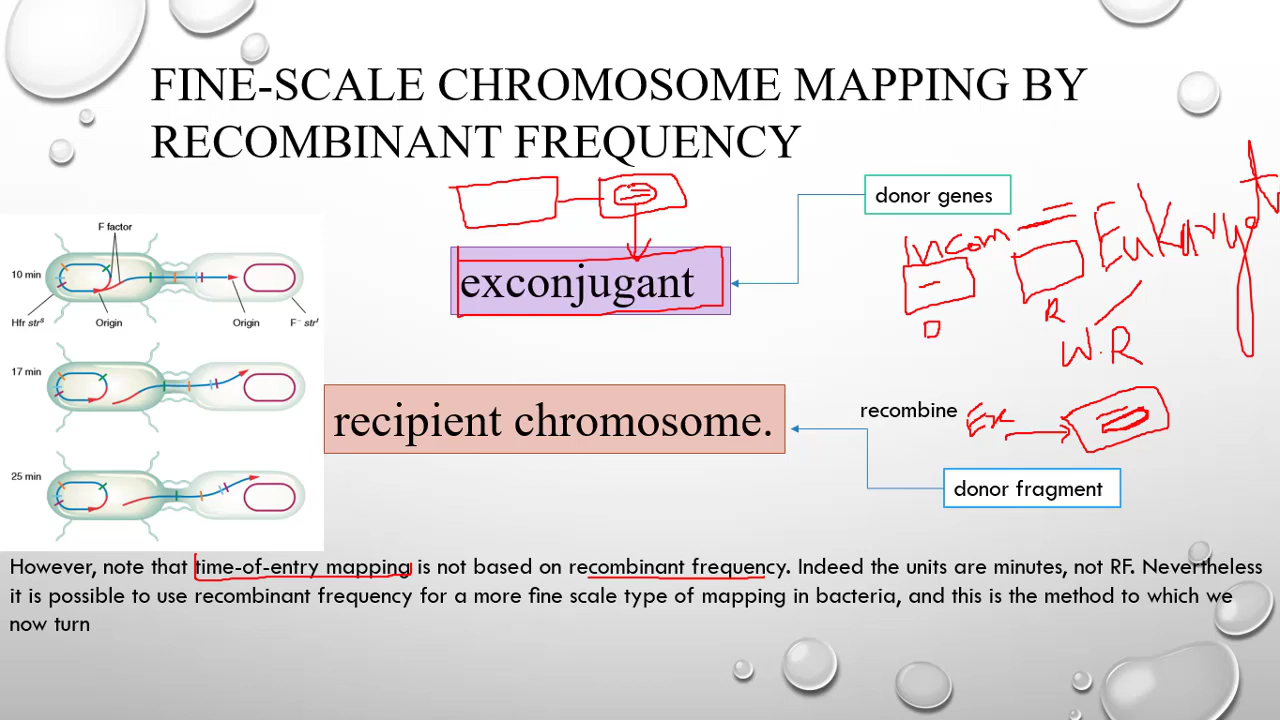 FINE-SCALE CHROMOSOME MAPPING BY
RECOMBINANT FREQUENCY
donor genes
exconjugant
Incom
Eukaryot
D
R
W.R
F factor
10 min
Hfr strˢ
Origin
Origin
F⁻ strʳ
17 min
25 min
recipient chromosome.
recombine
Ex
donor fragment
However, note that time-of-entry mapping is not based on recombinant frequency. Indeed the units are minutes, not RF. Nevertheless
it is possible to use recombinant frequency for a more fine scale type of mapping in bacteria, and this is the method to which we
now turn